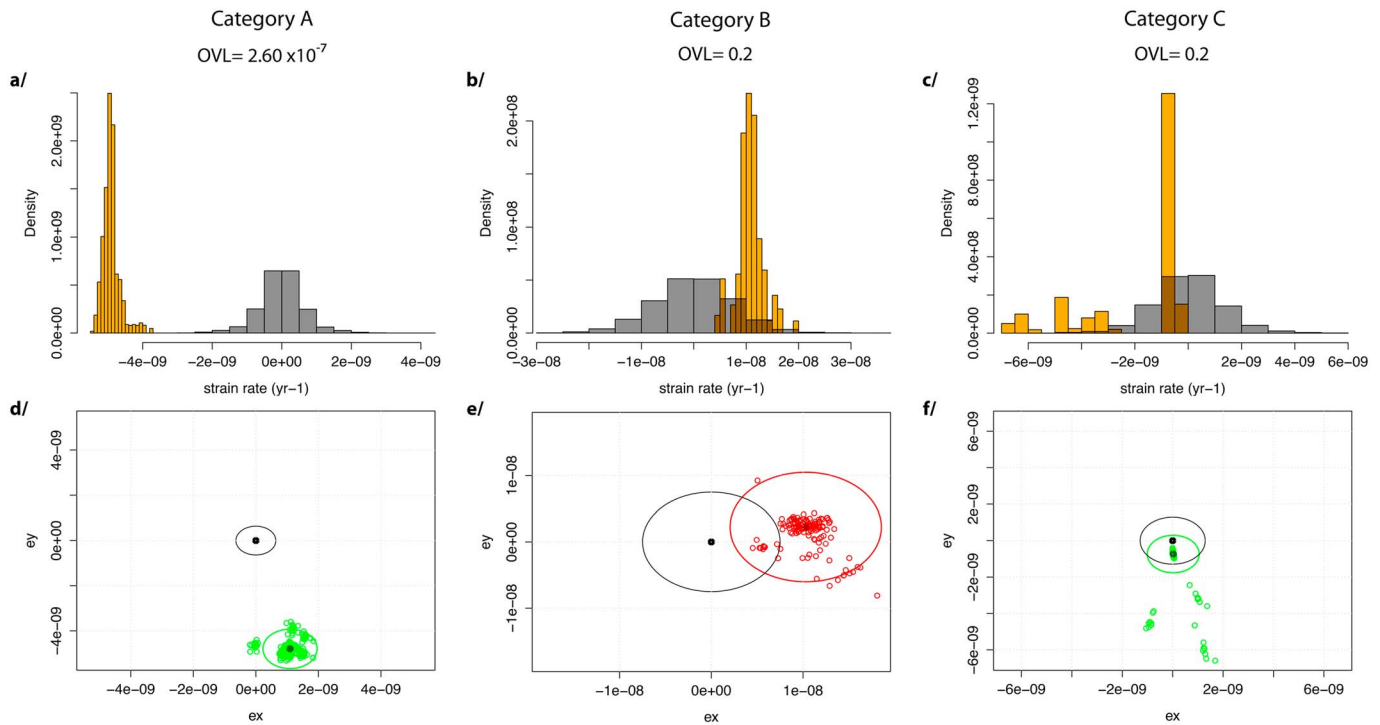 Category A
Category B
Category C
OVL= 2.60 x10-7
OVL= 0.2
OVL= 0.2
a/
b/
c/
Density
0.0e+00
1.0e+09
2.0e+09
-4e-09
-2e-09
0e+00
2e-09
4e-09
strain rate (yr-1)
Density
0.0e+00
1.0e+08
2.0e+08
-3e-08
-1e-08
1e-08
3e-08
strain rate (yr-1)
Density
0.0e+00
4.0e+08
8.0e+08
1.2e+09
-6e-09
-2e-09
2e-09
6e-09
strain rate (yr-1)
d/
e/
f/
ey
-4e-09
0e+00
4e-09
-4e-09
0e+00
2e-09
4e-09
ex
ey
-1e-08
0e+00
1e-08
-1e-08
0e+00
1e-08
ex
ey
-6e-09
-2e-09
2e-09
6e-09
-6e-09
-2e-09
2e-09
6e-09
ex